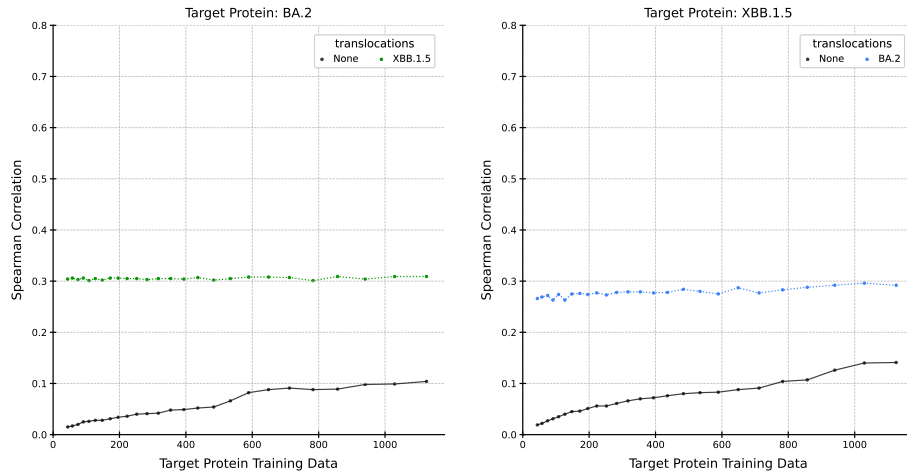 Target Protein: BA.2
translocations
None XBB.1.5
0.8
0.7
0.6
0.5
0.4
0.3
0.2
0.1
0.0
Spearman Correlation
0 200 400 600 800 1000
Target Protein Training Data
Target Protein: XBB.1.5
translocations
None BA.2
0.8
0.7
0.6
0.5
0.4
0.3
0.2
0.1
0.0
Spearman Correlation
0 200 400 600 800 1000
Target Protein Training Data